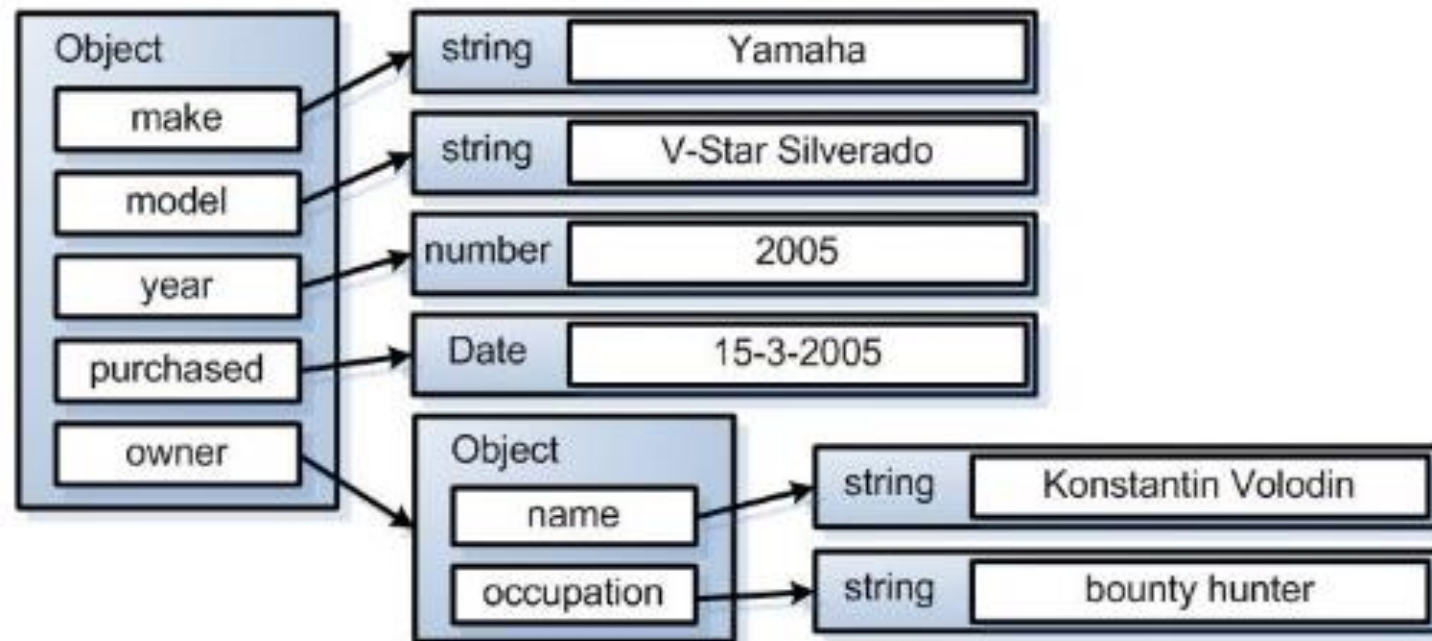 Object
make
string
Yamaha
model
string
V-Star Silverado
year
number
2005
purchased
Date
15-3-2005
owner
Object
name
string
Konstantin Volodin
occupation
string
bounty hunter